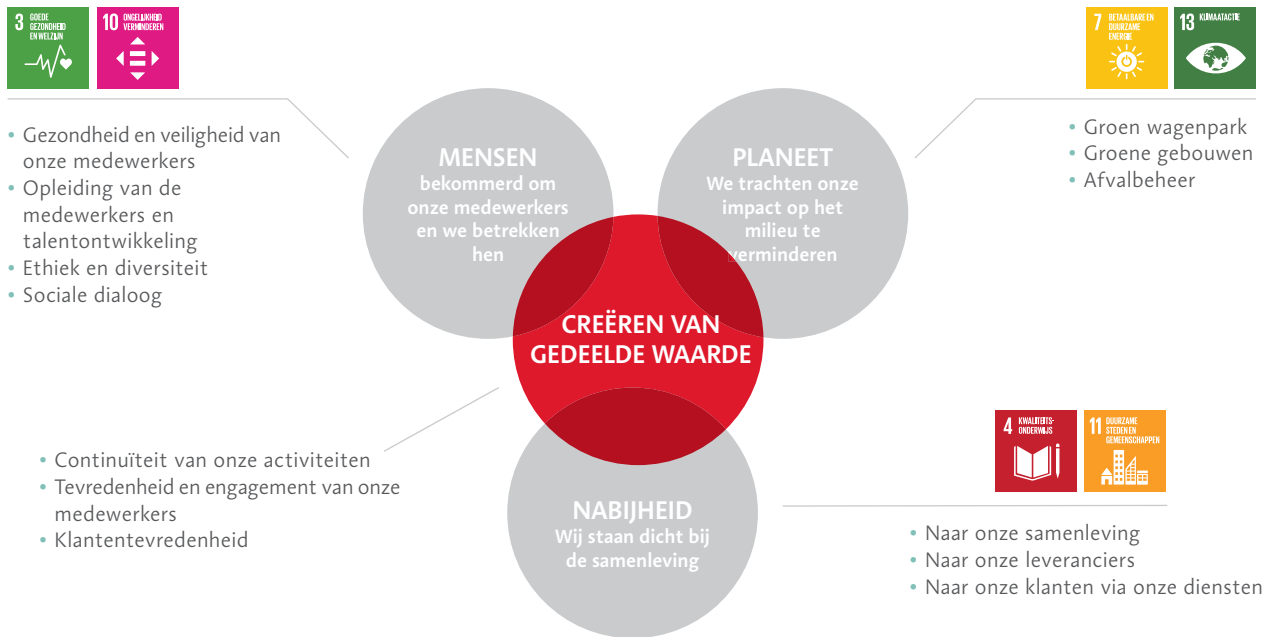 3 GOEDE
GEZONDHEID
EN WELZIJN
10 ONGELIJKHEID
VERMINDEREN
• Gezondheid en veiligheid van
onze medewerkers
• Opleiding van de
medewerkers en
talentontwikkeling
• Ethiek en diversiteit
• Sociale dialoog
MENSEN
bekommerd om
onze medewerkers
en we betrekken
hen
PLANEET
We trachten onze
impact op het
milieu te
verminderen
7 BETAALBARE EN
DUURZAME
ENERGIE
13 KLIMAATACTIE
• Groen wagenpark
• Groene gebouwen
• Afvalbeheer
CREËREN VAN
GEDEELDE WAARDE
• Continuïteit van onze activiteiten
• Tevredenheid en engagement van onze
medewerkers
• Klantentevredenheid
NABIJHEID
Wij staan dicht bij
de samenleving
4 KWALITEITS-
ONDERWIJS
11 DUURZAME
STEDEN EN
GEMEENSCHAPPEN
• Naar onze samenleving
• Naar onze leveranciers
• Naar onze klanten via onze diensten